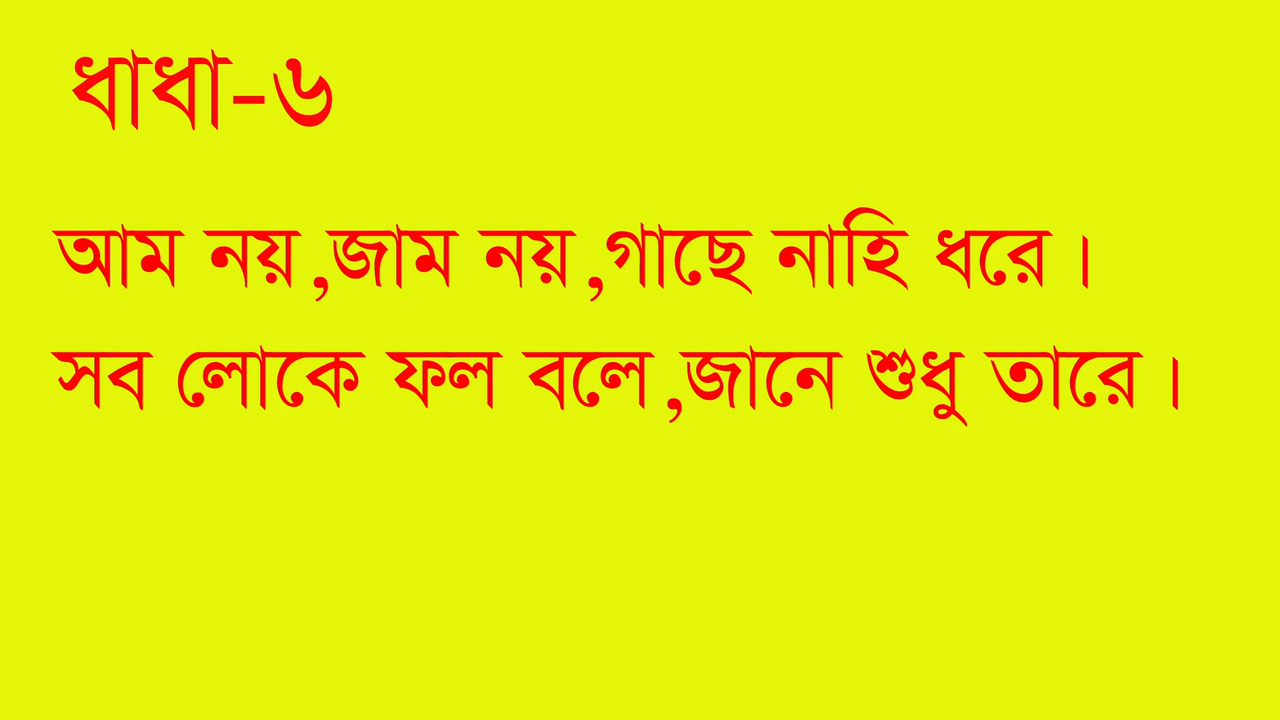 ধাধা-৬
আম নয়,জাম নয়,গাছে নাহি ধরে।
সব লোকে ফল বলে,জানে শুধু তারে।